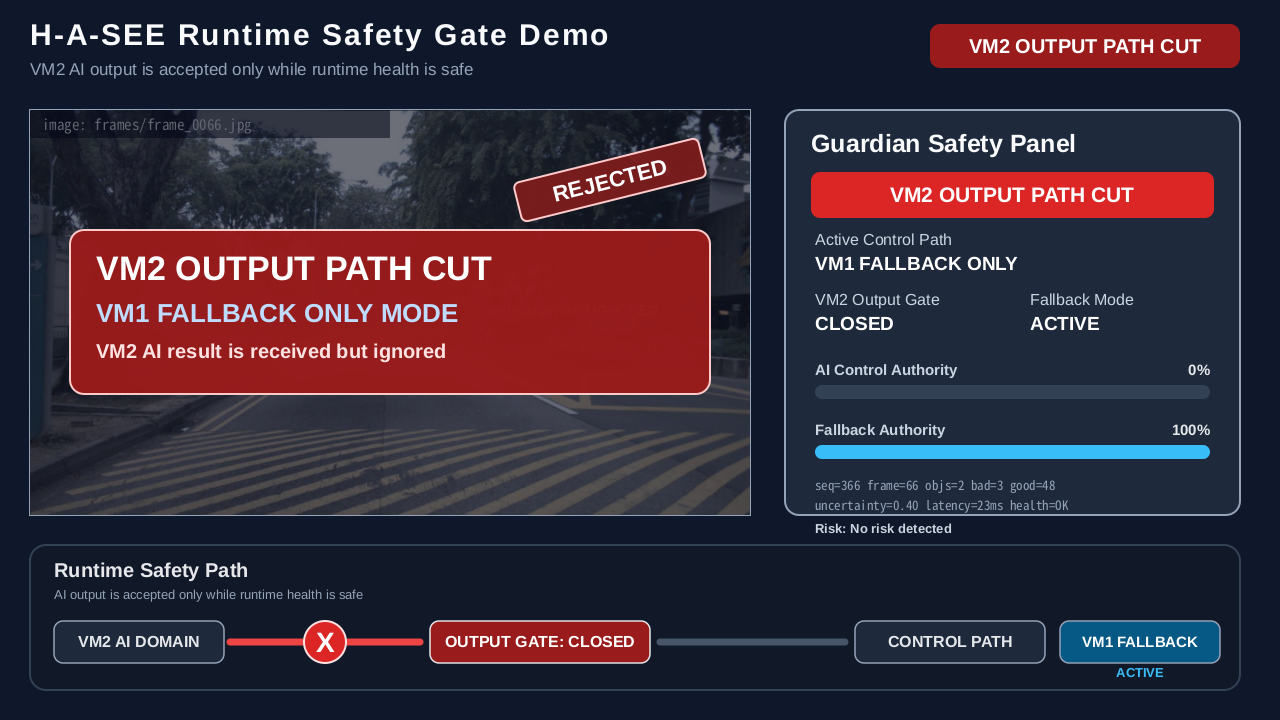 H-A-SEE Runtime Safety Gate Demo
VM2 AI output is accepted only while runtime health is safe
VM2 OUTPUT PATH CUT
image: frames/frame_0066.jpg
REJECTED
VM2 OUTPUT PATH CUT
VM1 FALLBACK ONLY MODE
VM2 AI result is received but ignored
Guardian Safety Panel
VM2 OUTPUT PATH CUT
Active Control Path
VM1 FALLBACK ONLY
VM2 Output Gate
CLOSED
Fallback Mode
ACTIVE
AI Control Authority 0%
Fallback Authority 100%
seq=366 frame=66 objs=2 bad=3 good=48
uncertainty=0.40 latency=23ms health=OK
Risk: No risk detected
Runtime Safety Path
AI output is accepted only while runtime health is safe
VM2 AI DOMAIN
X
OUTPUT GATE: CLOSED
CONTROL PATH
VM1 FALLBACK
ACTIVE